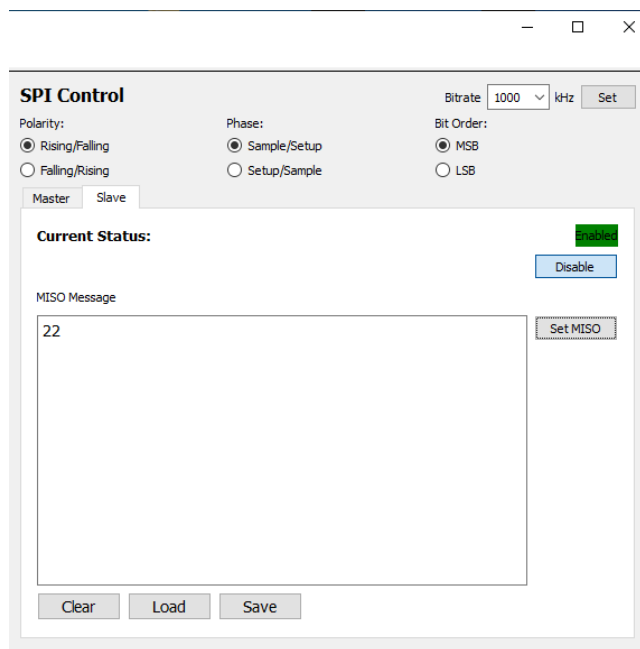 SPI Control
Bitrate 1000 kHz Set
Polarity: Phase: Bit Order:
Rising/Falling Sample/Setup MSB
Falling/Rising Setup/Sample LSB
Master Slave
Current Status: Enabled
Disable
MISO Message
22 Set MISO
Clear Load Save